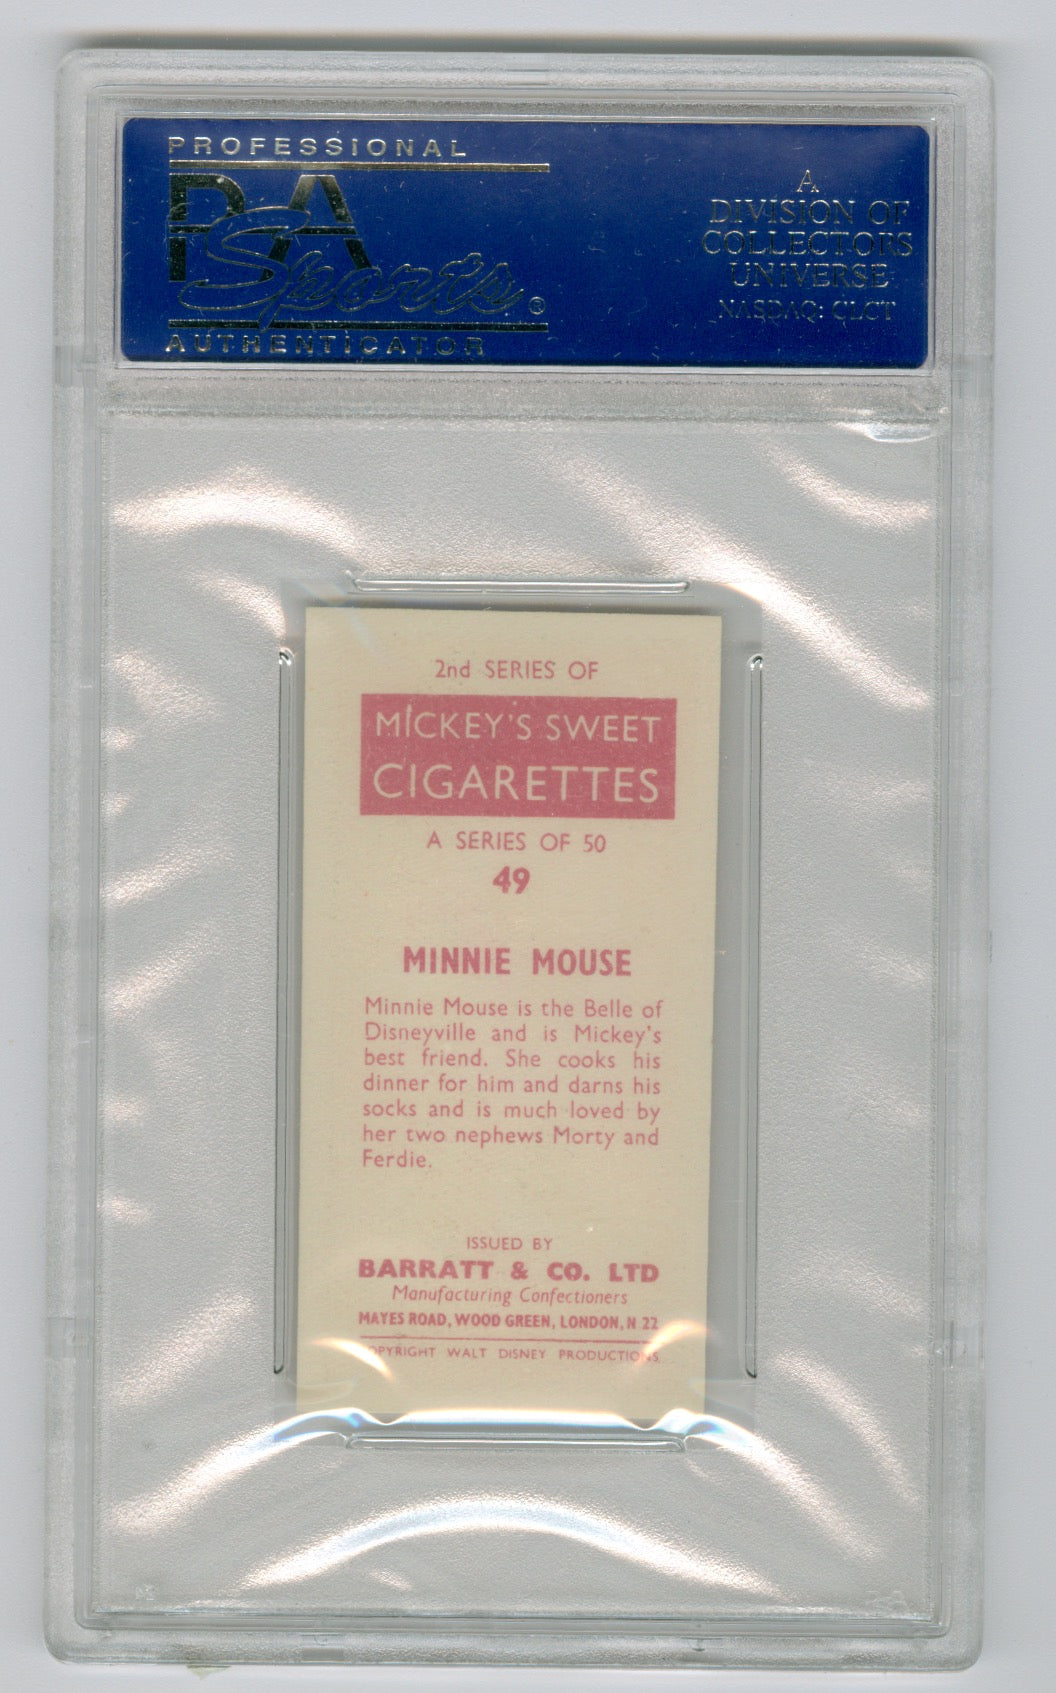 PROFESSIONAL
PSA
Sports®
AUTHENTICATOR
A
DIVISION OF
COLLECTORS
UNIVERSE
NASDAQ: CLCT
2nd SERIES OF
MICKEY'S SWEET
CIGARETTES
A SERIES OF 50
49
MINNIE MOUSE
Minnie Mouse is the Belle of
Disneyville and is Mickey's
best friend. She cooks his
dinner for him and darns his
socks and is much loved by
her two nephews Morty and
Ferdie.
ISSUED BY
BARRATT & CO. LTD
Manufacturing Confectioners
MAYES ROAD, WOOD GREEN, LONDON, N 22
COPYRIGHT WALT DISNEY PRODUCTIONS